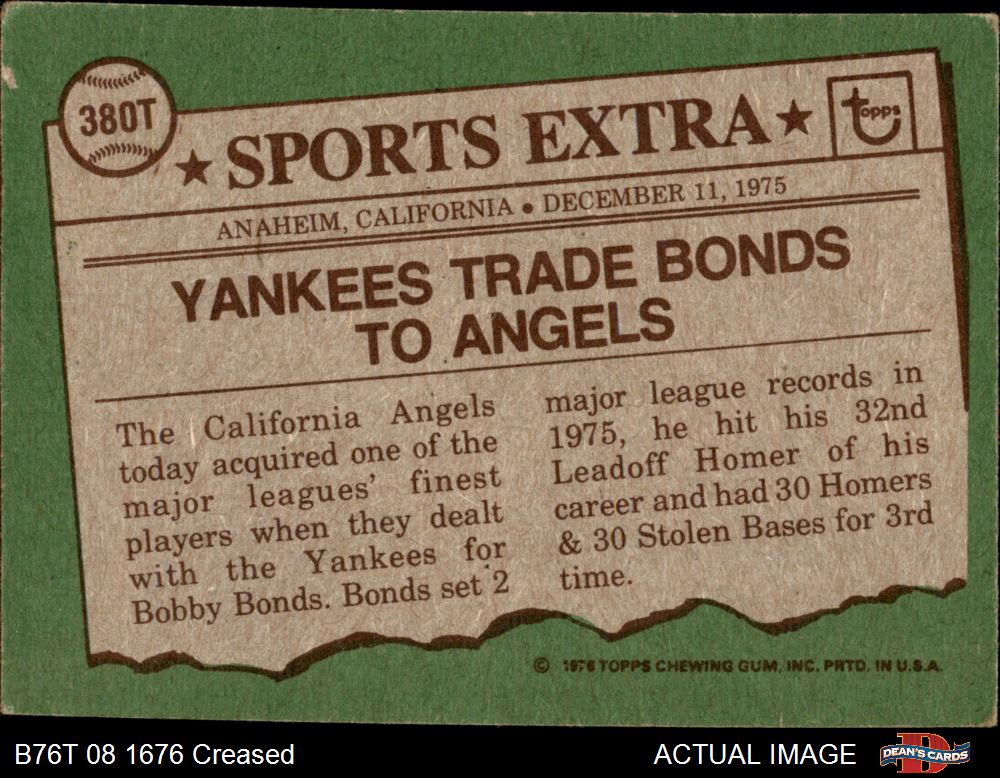 380T
★ SPORTS EXTRA ★
Topps
ANAHEIM, CALIFORNIA • DECEMBER 11, 1975
YANKEES TRADE BONDS
TO ANGELS
The California Angels
today acquired one of the
major leagues' finest
players when they dealt
with the Yankees for
Bobby Bonds. Bonds set 2
major league records in
1975, he hit his 32nd
Leadoff Homer of his
career and had 30 Homers
& 30 Stolen Bases for 3rd
time.
© 1976 TOPPS CHEWING GUM, INC. PRTD. IN U.S.A.
B76T 08 1676 Creased
ACTUAL IMAGE
D
DEAN'S CARDS